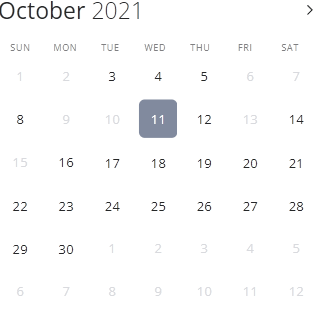 October 2021
SUN MON TUE WED THU FRI SAT
1 2 3 4 5 6 7
8 9 10 11 12 13 14
15 16 17 18 19 20 21
22 23 24 25 26 27 28
29 30 1 2 3 4 5
6 7 8 9 10 11 12